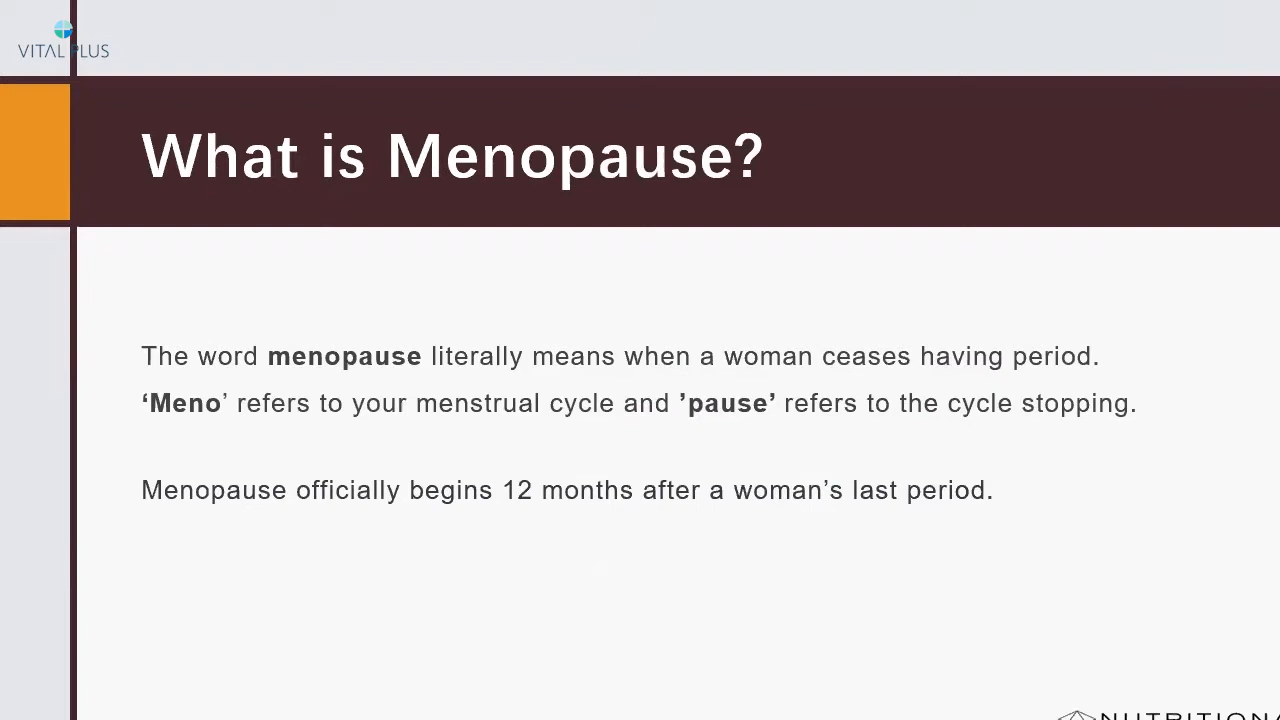 VITAL PLUS
What is Menopause?
The word menopause literally means when a woman ceases having period.
‘Meno’ refers to your menstrual cycle and ’pause’ refers to the cycle stopping.
Menopause officially begins 12 months after a woman’s last period.